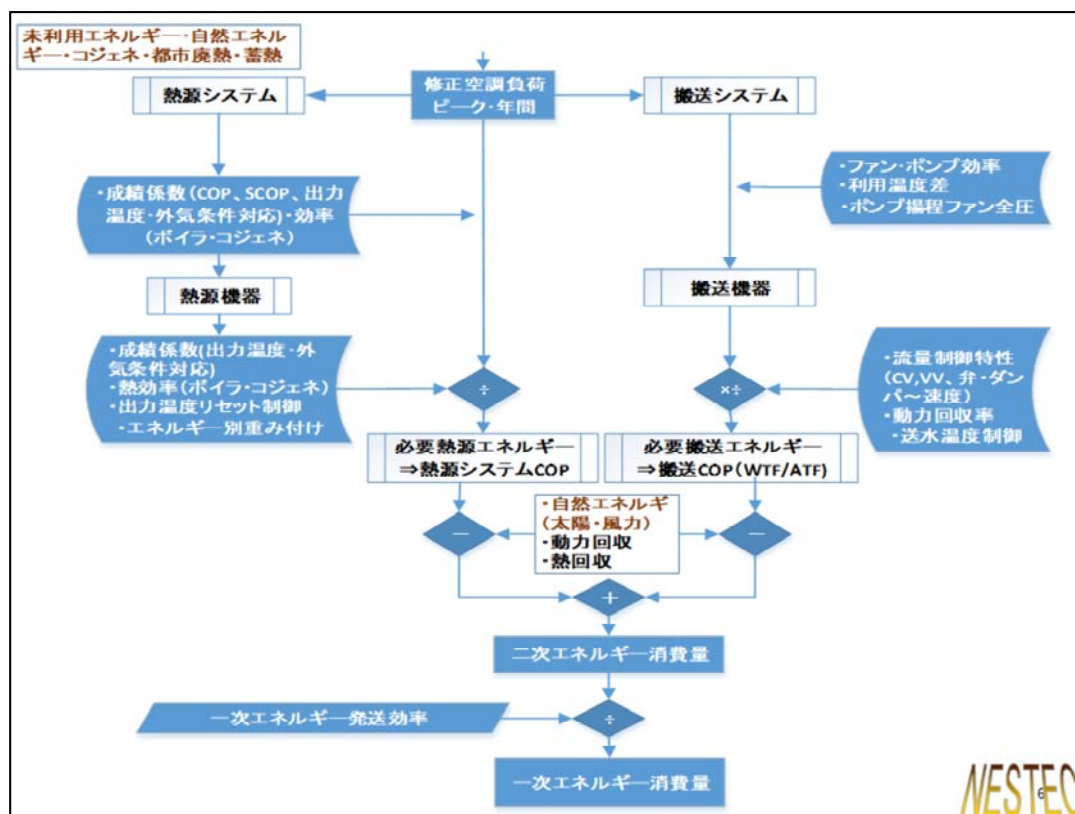 未利用エネルギー・自然エネル
ギー・コジェネ・都市廃熱・蓄熱
熱源システム
修正空調負荷
ピーク・年間
搬送システム
・成績係数(COP、SCOP、出力
温度・外気条件対応)・効率
(ボイラ・コジェネ)
・ファン・ポンプ効率
・利用温度差
・ポンプ揚程ファン全圧
熱源機器
搬送機器
・成績係数(出力温度・外
気条件対応)
・熱効率(ボイラ・コジェネ)
・出力温度リセット制御
・エネルギー別重み付け
÷
×÷
・流量制御特性
(CV,VV、弁・ダン
パ～速度)
・動力回収率
・送水温度制御
必要熱源エネルギー
⇒熱源システムCOP
必要搬送エネルギー
⇒搬送COP(WTF/ATF)
－
・自然エネルギ
(太陽・風力)
・動力回収
・熱回収
－
＋
二次エネルギー消費量
一次エネルギー発送効率
÷
一次エネルギー消費量
NESTEC
6